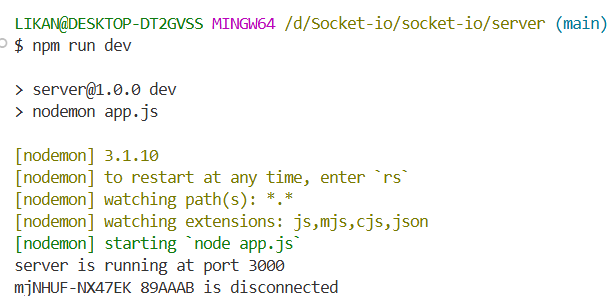 LIKAN@DESKTOP-DT2GVSS MINGW64 /d/Socket-io/socket-io/server (main)
$ npm run dev
> server@1.0.0 dev
> nodemon app.js
[nodemon] 3.1.10
[nodemon] to restart at any time, enter `rs`
[nodemon] watching path(s): *.*
[nodemon] watching extensions: js,mjs,cjs,json
[nodemon] starting `node app.js`
server is running at port 3000
mjNHUF-NX47EK_89AAAB is disconnected